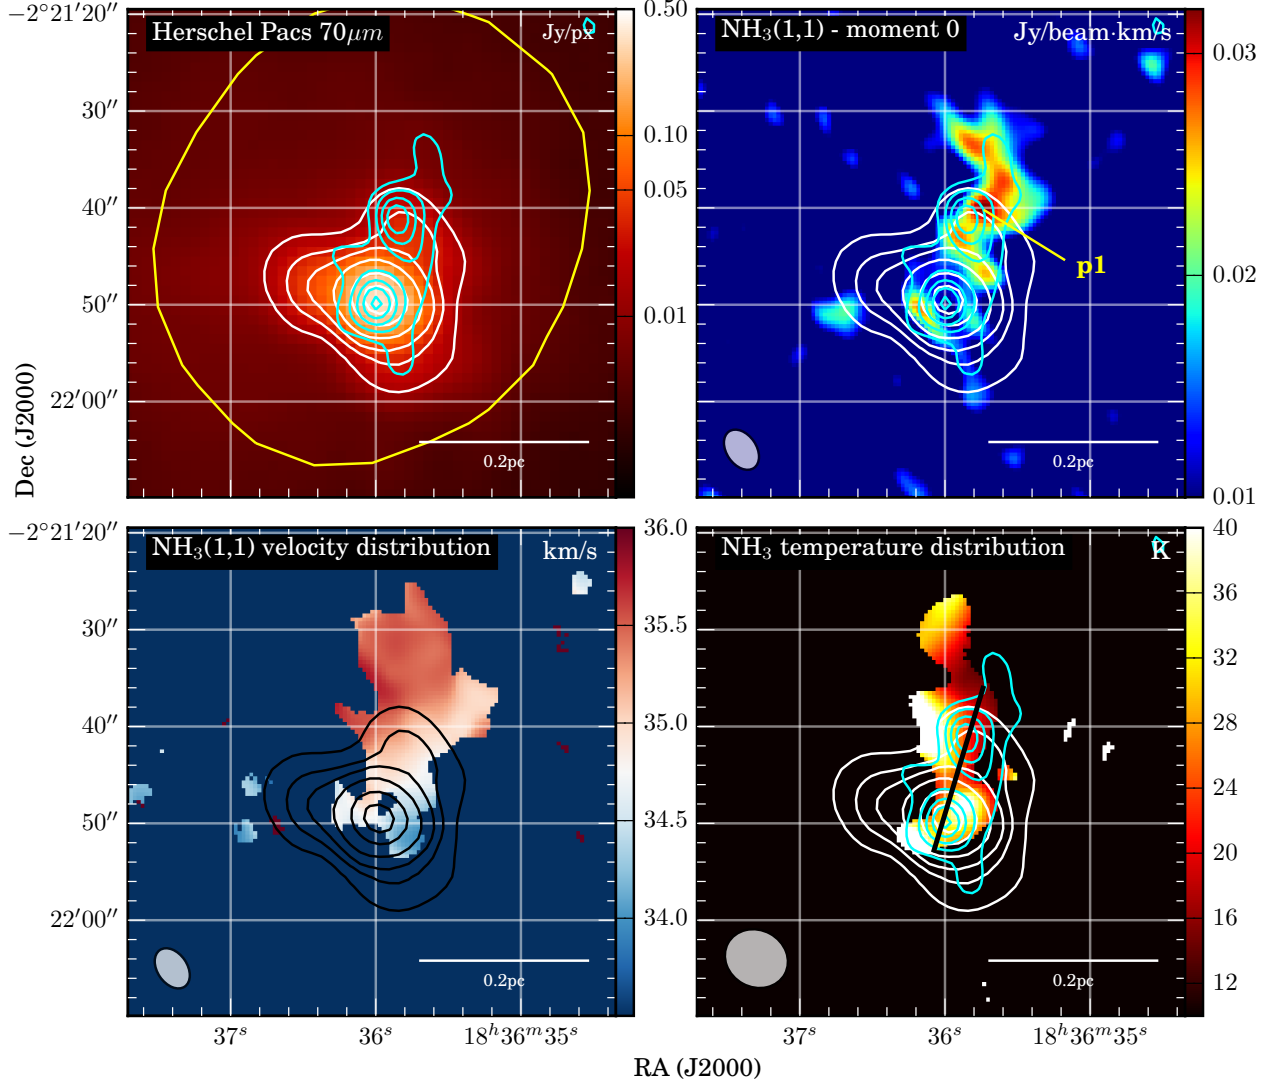 Herschel Pacs 70μm
Jy/px
NH₃(1,1) - moment 0
Jy/beam·km/s
−2°21′20″
30″
40″
50″
22′00″
0.50
0.10
0.05
0.01
0.03
0.02
0.01
p1
0.2pc
0.2pc
NH₃(1,1) velocity distribution
km/s
NH₃ temperature distribution
K
−2°21′20″
30″
40″
50″
22′00″
36.0
35.5
35.0
34.5
34.0
40
36
32
28
24
20
16
12
0.2pc
0.2pc
37ˢ
36ˢ
18ʰ36ᵐ35ˢ
37ˢ
36ˢ
18ʰ36ᵐ35ˢ
Dec (J2000)
RA (J2000)